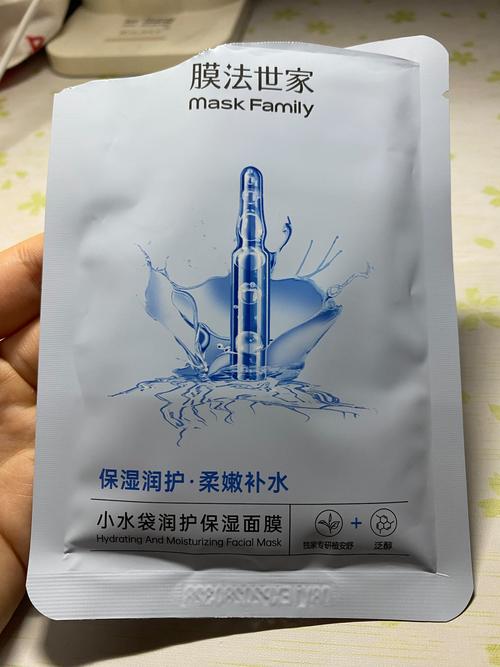 膜法世家
Mask Family
保湿润护·柔嫩补水
小水袋润护保湿面膜
Hydrating And Moisturizing Facial Mask
独家专研植安舒 + 泛醇